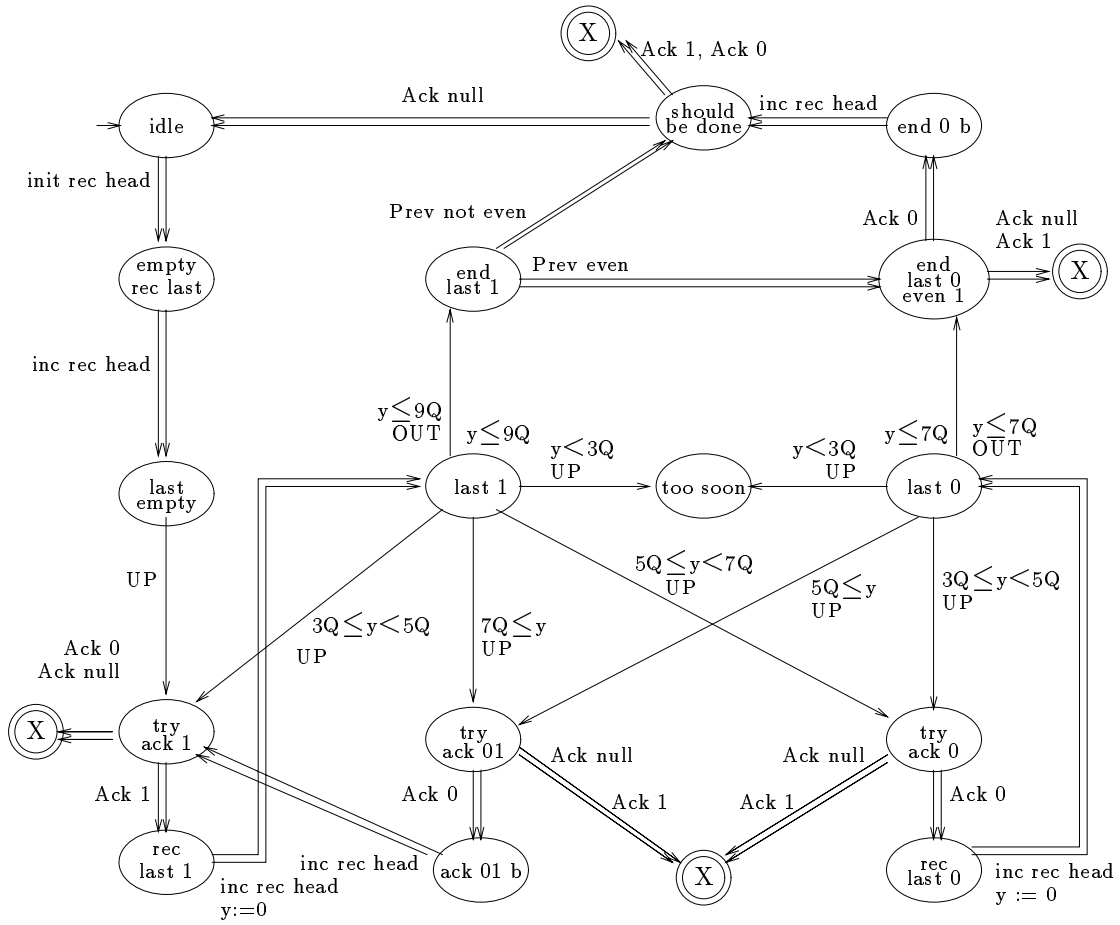 X
Ack 1, Ack 0
Ack null
should
be done
inc rec head
idle
end 0 b
init rec head
Prev not even
Ack 0
Ack null
Ack 1
X
empty
rec last
end
last 1
Prev even
end
last 0
even 1
inc rec head
y≤9Q
OUT
y≤9Q
y<3Q
UP
y<3Q
UP
y≤7Q
y≤7Q
OUT
last
empty
last 1
too soon
last 0
UP
3Q≤y<5Q
UP
7Q≤y
UP
5Q≤y<7Q
UP
5Q≤y
UP
3Q≤y<5Q
UP
Ack 0
Ack null
X
try
ack 1
try
ack 01
try
ack 0
Ack null
Ack null
Ack 1
Ack 0
Ack 1
Ack 1
Ack 0
rec
last 1
inc rec head
ack 01 b
X
rec
last 0
inc rec head
y:=0
inc rec head
y := 0